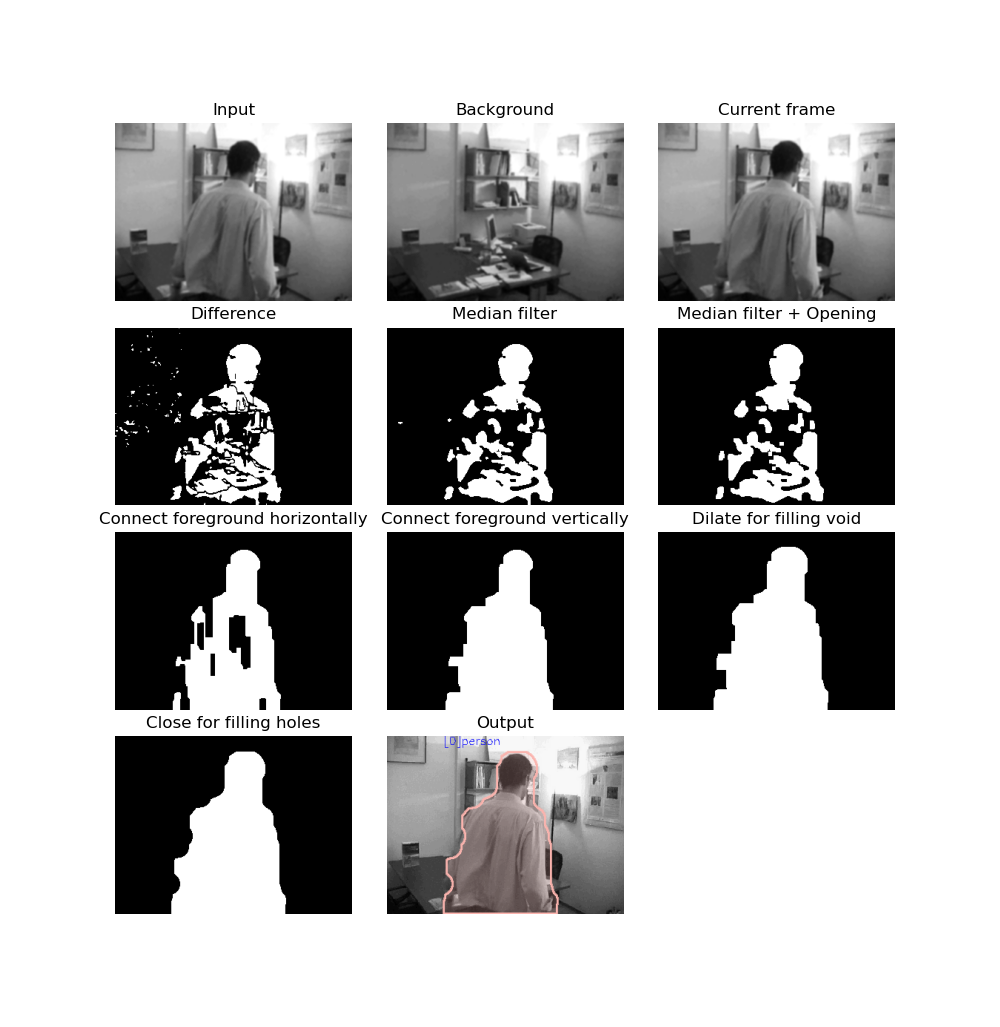 Input
Background
Current frame
Difference
Median filter
Median filter + Opening
Connect foreground horizontally
Connect foreground vertically
Dilate for filling void
Close for filling holes
Output
[0]person